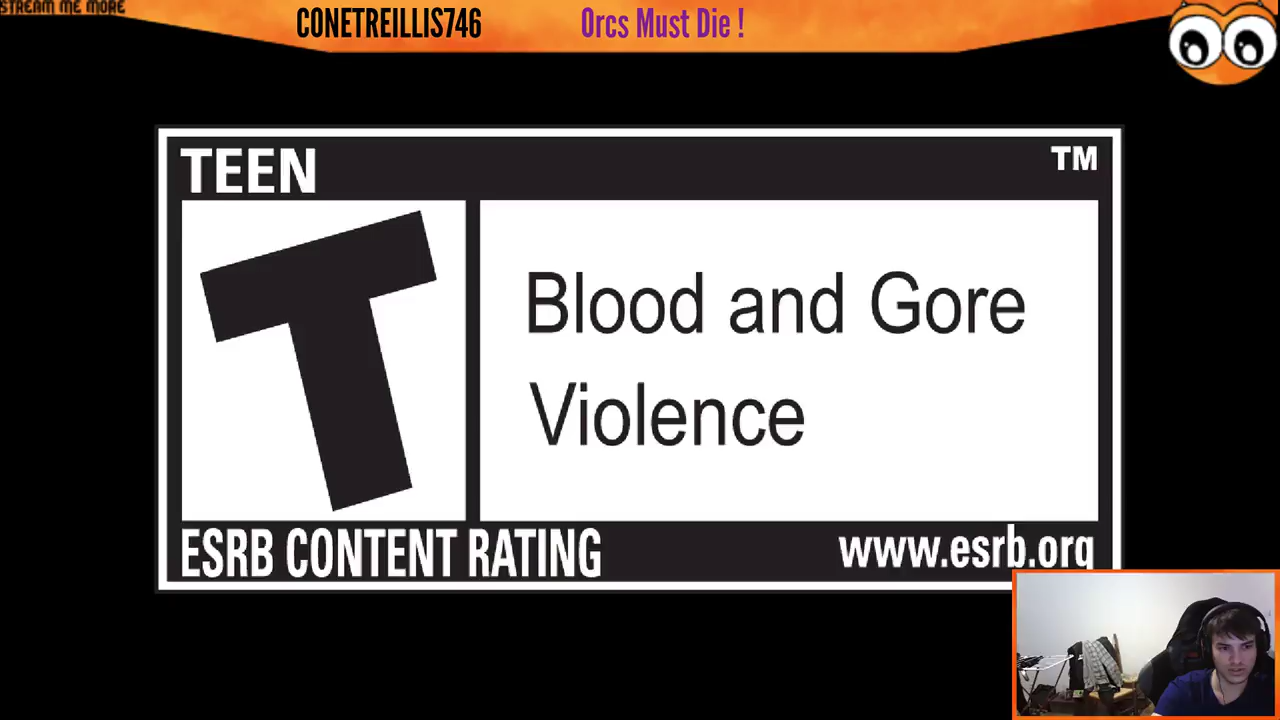 STREAM ME MORE
CONETREILLIS746
Orcs Must Die !
TEEN
TM
T
Blood and Gore
Violence
ESRB CONTENT RATING
www.esrb.org